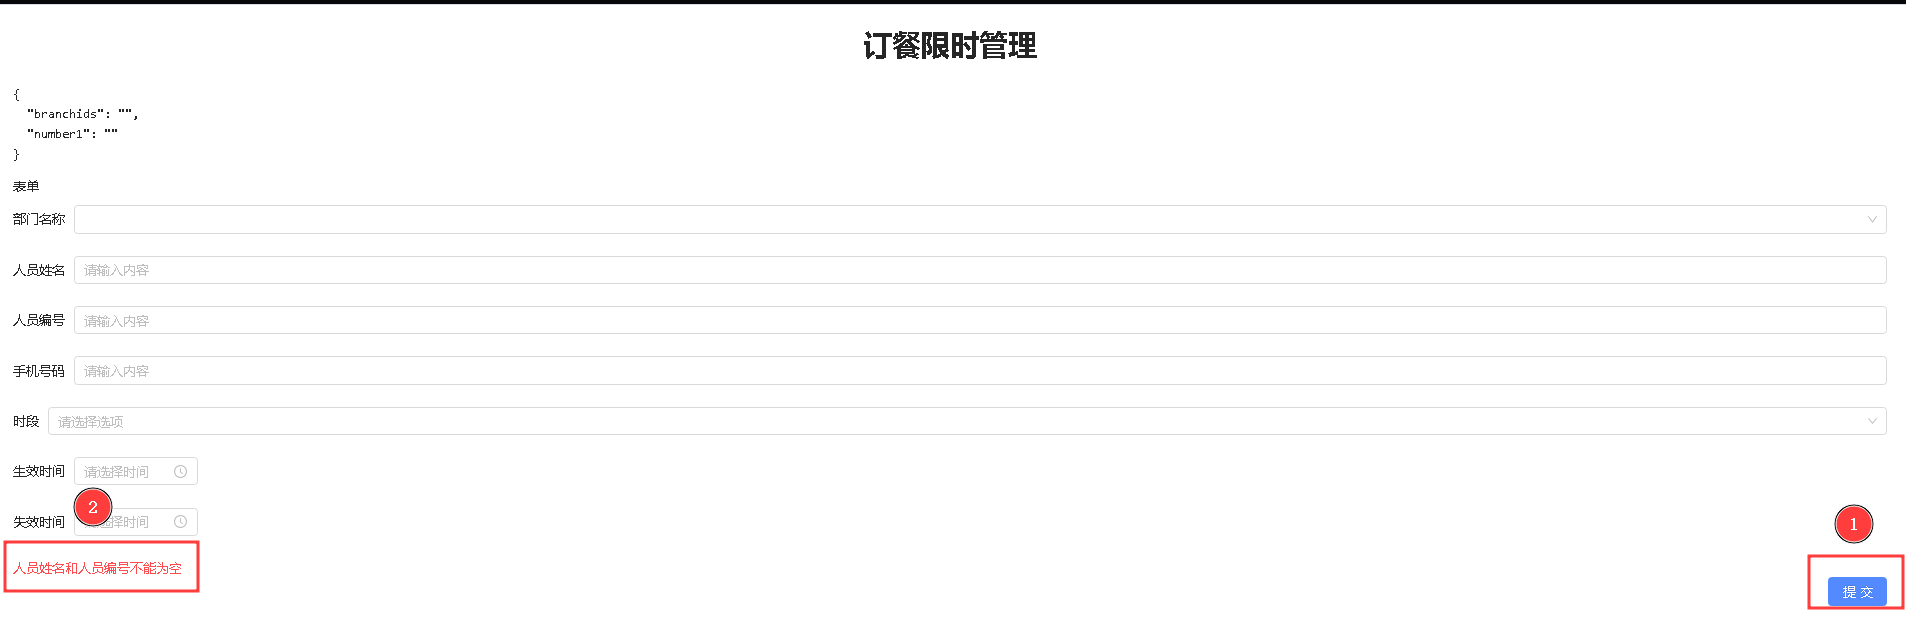 订餐限时管理
{
"branchids": "",
"number1": ""
}
表单
部门名称
人员姓名 请输入内容
人员编号 请输入内容
手机号码 请输入内容
时段 请选择选项
生效时间 请选择时间
2
失效时间 选择时间
1
人员姓名和人员编号不能为空
提 交